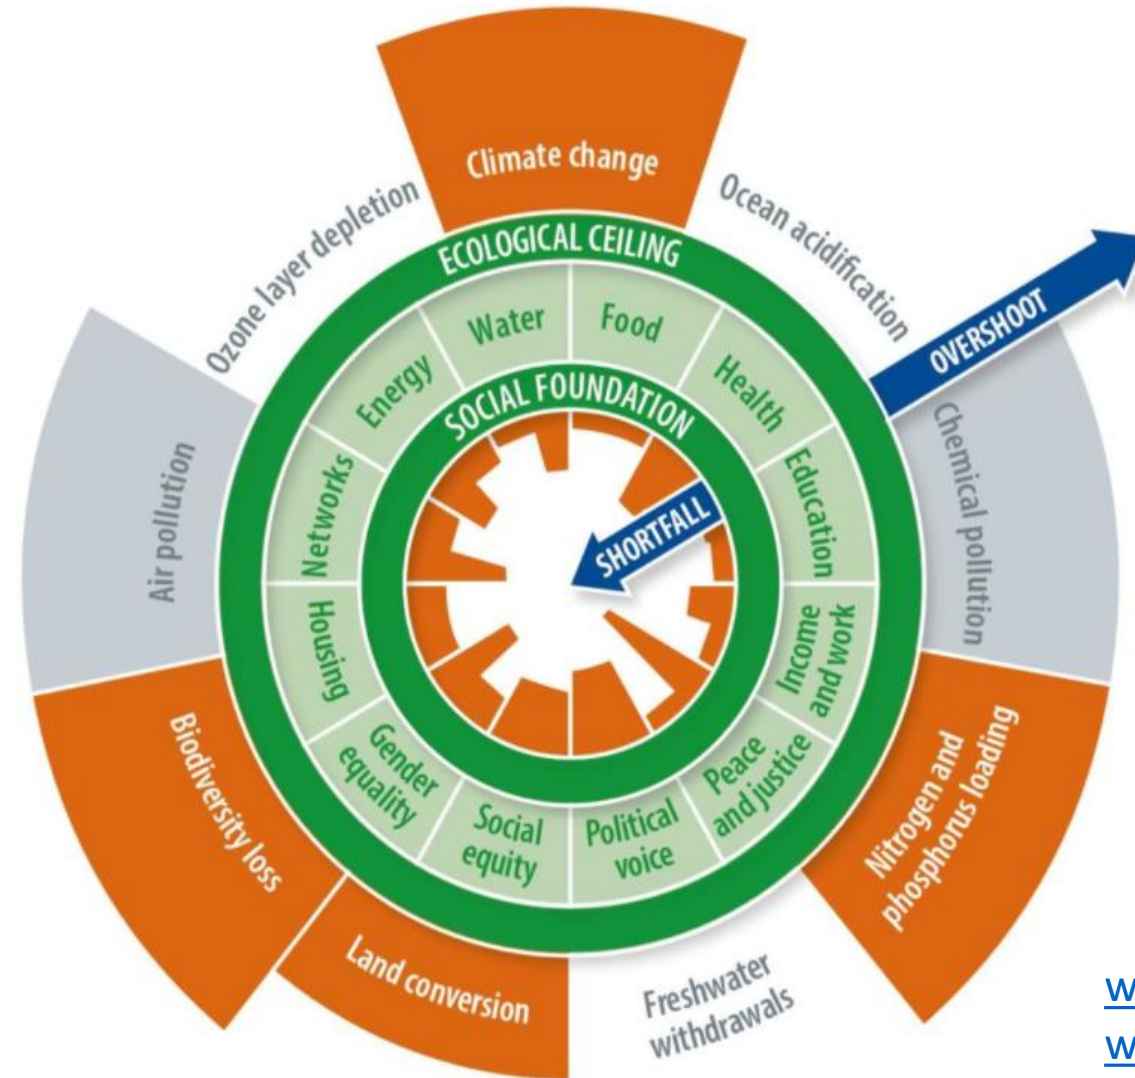 Climate change
Ocean acidification
OVERSHOOT
Chemical pollution
Nitrogen and
phosphorus loading
Freshwater
withdrawals
Land conversion
Biodiversity loss
Air pollution
Ozone layer depletion
ECOLOGICAL CEILING
Water
Food
Health
Education
Income
and work
Peace
and justice
Political
voice
Social
equity
Gender
equality
Housing
Networks
Energy
SOCIAL FOUNDATION
SHORTFALL